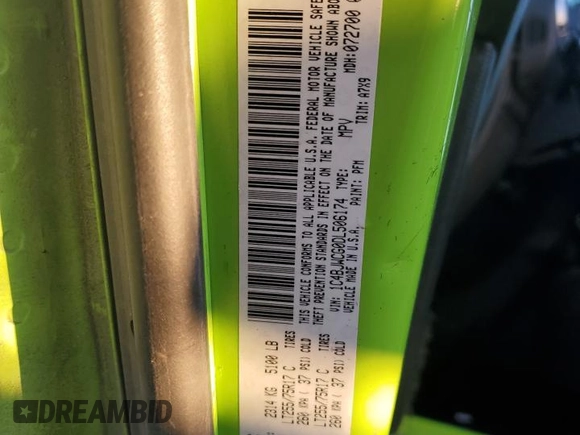 2314 KG 5100 LB
TIRES
LT255/75R17 C
260 KPA ( 37 PSI) COLD
TIRES
LT255/75R17 C
260 KPA ( 37 PSI) COLD
THIS VEHICLE CONFORMS TO ALL APPLICABLE U.S.A. FEDERAL MOTOR VEHICLE SAFE
THEFT PREVENTION STANDARDS IN EFFECT ON THE DATE OF MANUFACTURE SHOWN ABO
VIN: 1C4BJWCG0DL506174 TYPE: MPV MDH: 072700
VEHICLE MADE IN U.S.A. PAINT: PFM TRIM: A7X9
DREAMBID